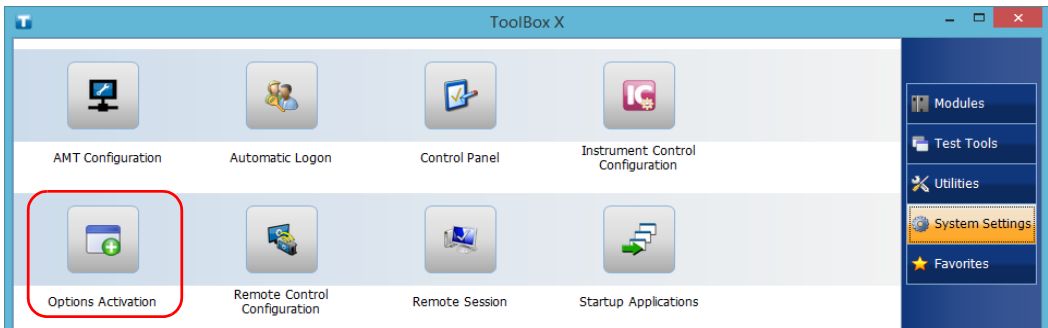 T
ToolBox X
AMT Configuration
Automatic Logon
Control Panel
Instrument Control
Configuration
IC
Options Activation
Remote Control
Configuration
Remote Session
Startup Applications
Modules
Test Tools
Utilities
System Settings
Favorites